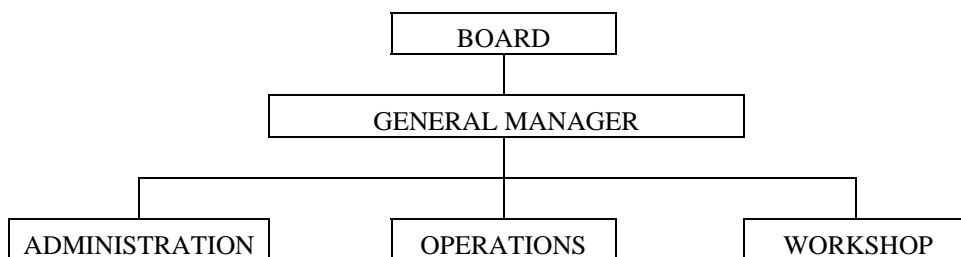 BOARD
GENERAL MANAGER
ADMINISTRATION OPERATIONS WORKSHOP